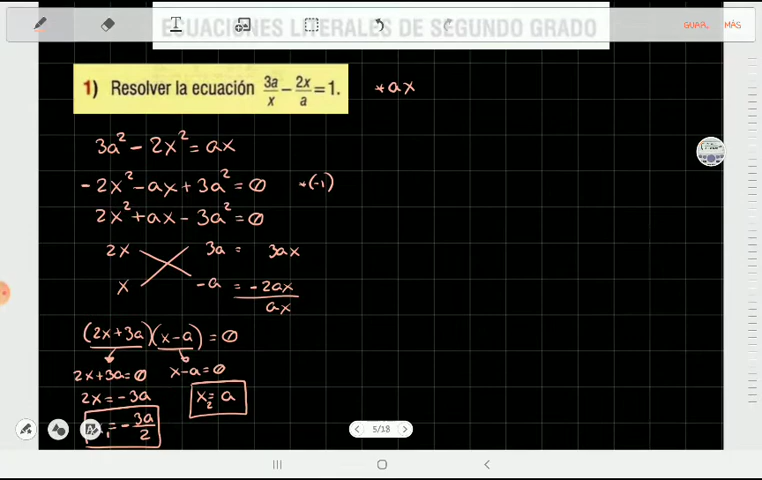 GUAR. MÁS
ECUACIONES LITERALES DE SEGUNDO GRADO
1) Resolver la ecuación 3a/x - 2x/a = 1. *ax
3a² - 2x² = ax
-2x² - ax + 3a² = 0 *(-1)
2x² + ax - 3a² = 0
2x 3a = 3ax
x -a = -2ax
ax
(2x+3a)(x-a) = 0
2x+3a=0 x-a=0
2x = -3a x₂ = a
₁ = -3a/2
5/18